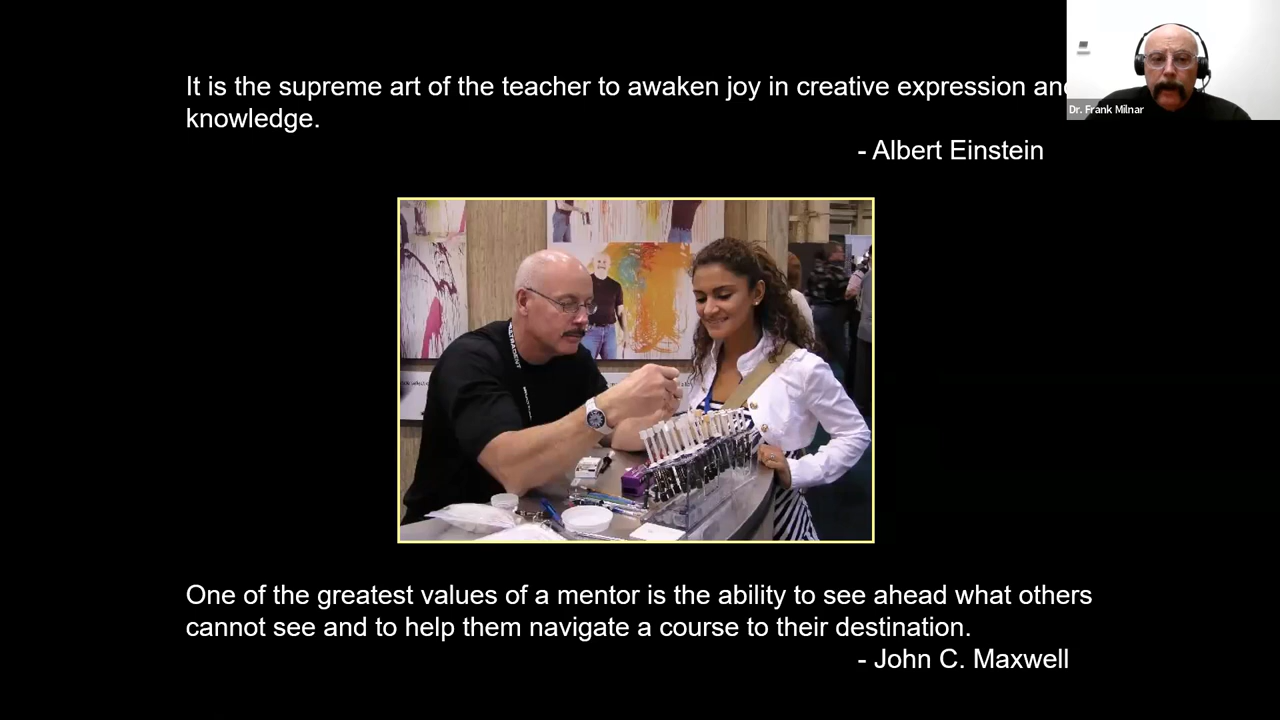 It is the supreme art of the teacher to awaken joy in creative expression and
knowledge.
- Albert Einstein
Dr. Frank Milnar
ULTRADENT
One of the greatest values of a mentor is the ability to see ahead what others
cannot see and to help them navigate a course to their destination.
- John C. Maxwell